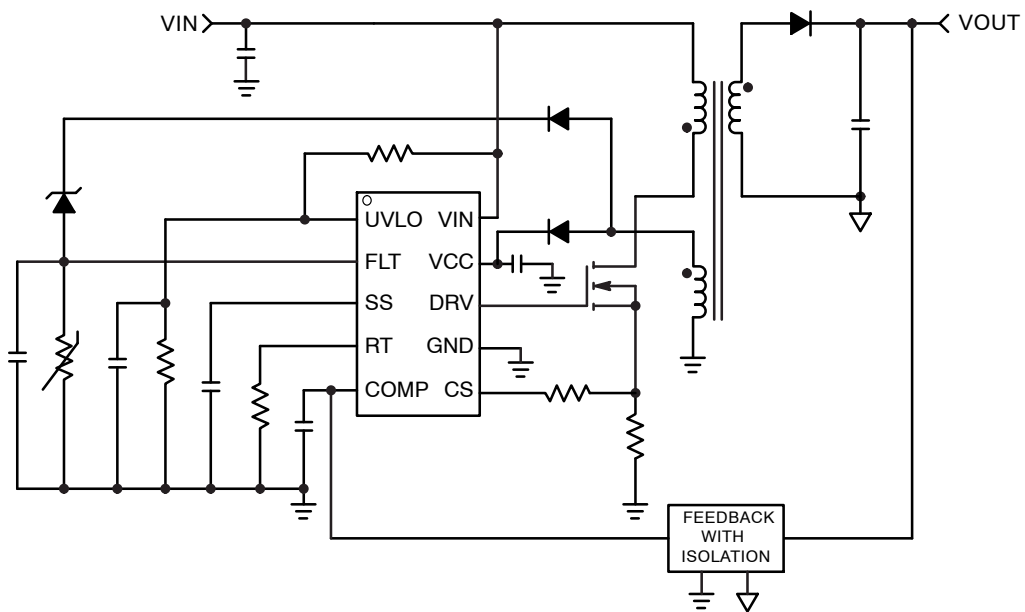 VIN
VOUT
UVLO VIN
FLT VCC
SS DRV
RT GND
COMP CS
FEEDBACK
WITH
ISOLATION